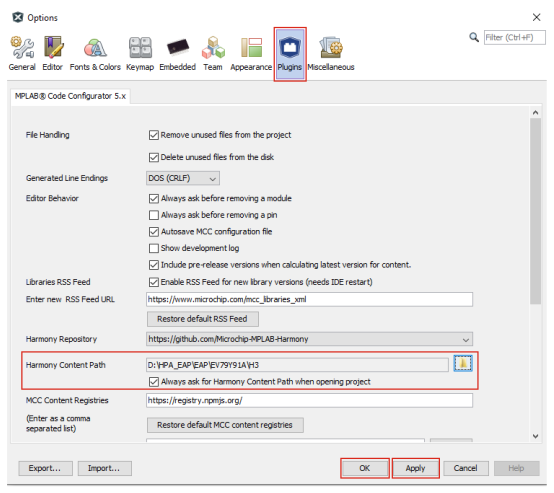 Options
Filter (Ctrl+F)
General Editor Fonts & Colors Keymap Embedded Team Appearance Plugins Miscellaneous
MPLAB® Code Configurator 5.x
File Handling
Remove unused files from the project
Delete unused files from the disk
Generated Line Endings
DOS (CRLF)
Editor Behavior
Always ask before removing a module
Always ask before removing a pin
Autosave MCC configuration file
Show development log
Include pre-release versions when calculating latest version for content.
Libraries RSS Feed
Enable RSS Feed for new library versions (needs IDE restart)
Enter new RSS Feed URL
https://www.microchip.com/mcc_libraries_xml
Restore default RSS Feed
Harmony Repository
https://github.com/Microchip-MPLAB-Harmony
Harmony Content Path
D:\HPA_EAP\EAP\EV79Y91A\H3
Always ask for Harmony Content Path when opening project
MCC Content Registries
https://registry.npmjs.org/
(Enter as a comma
separated list)
Restore default MCC content registries
Export... Import... OK Apply Cancel Help